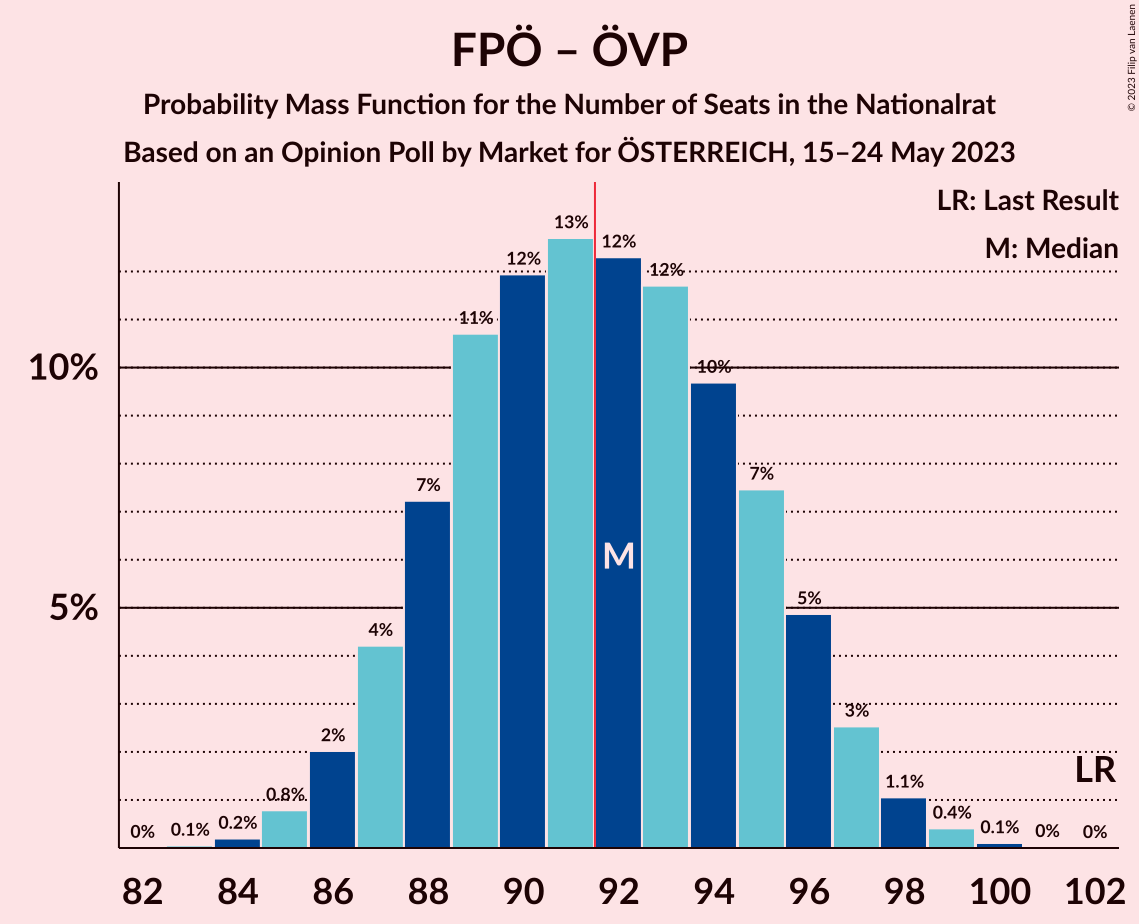 FPÖ – ÖVP
Probability Mass Function for the Number of Seats in the Nationalrat
Based on an Opinion Poll by Market for ÖSTERREICH, 15–24 May 2023
© 2023 Filip van Laenen
LR: Last Result
M: Median
10%
5%
0%
0.1%
0.2%
0.8%
2%
4%
7%
11%
12%
13%
12%
12%
10%
7%
5%
3%
1.1%
0.4%
0.1%
0%
0%
M
LR
82 84 86 88 90 92 94 96 98 100 102